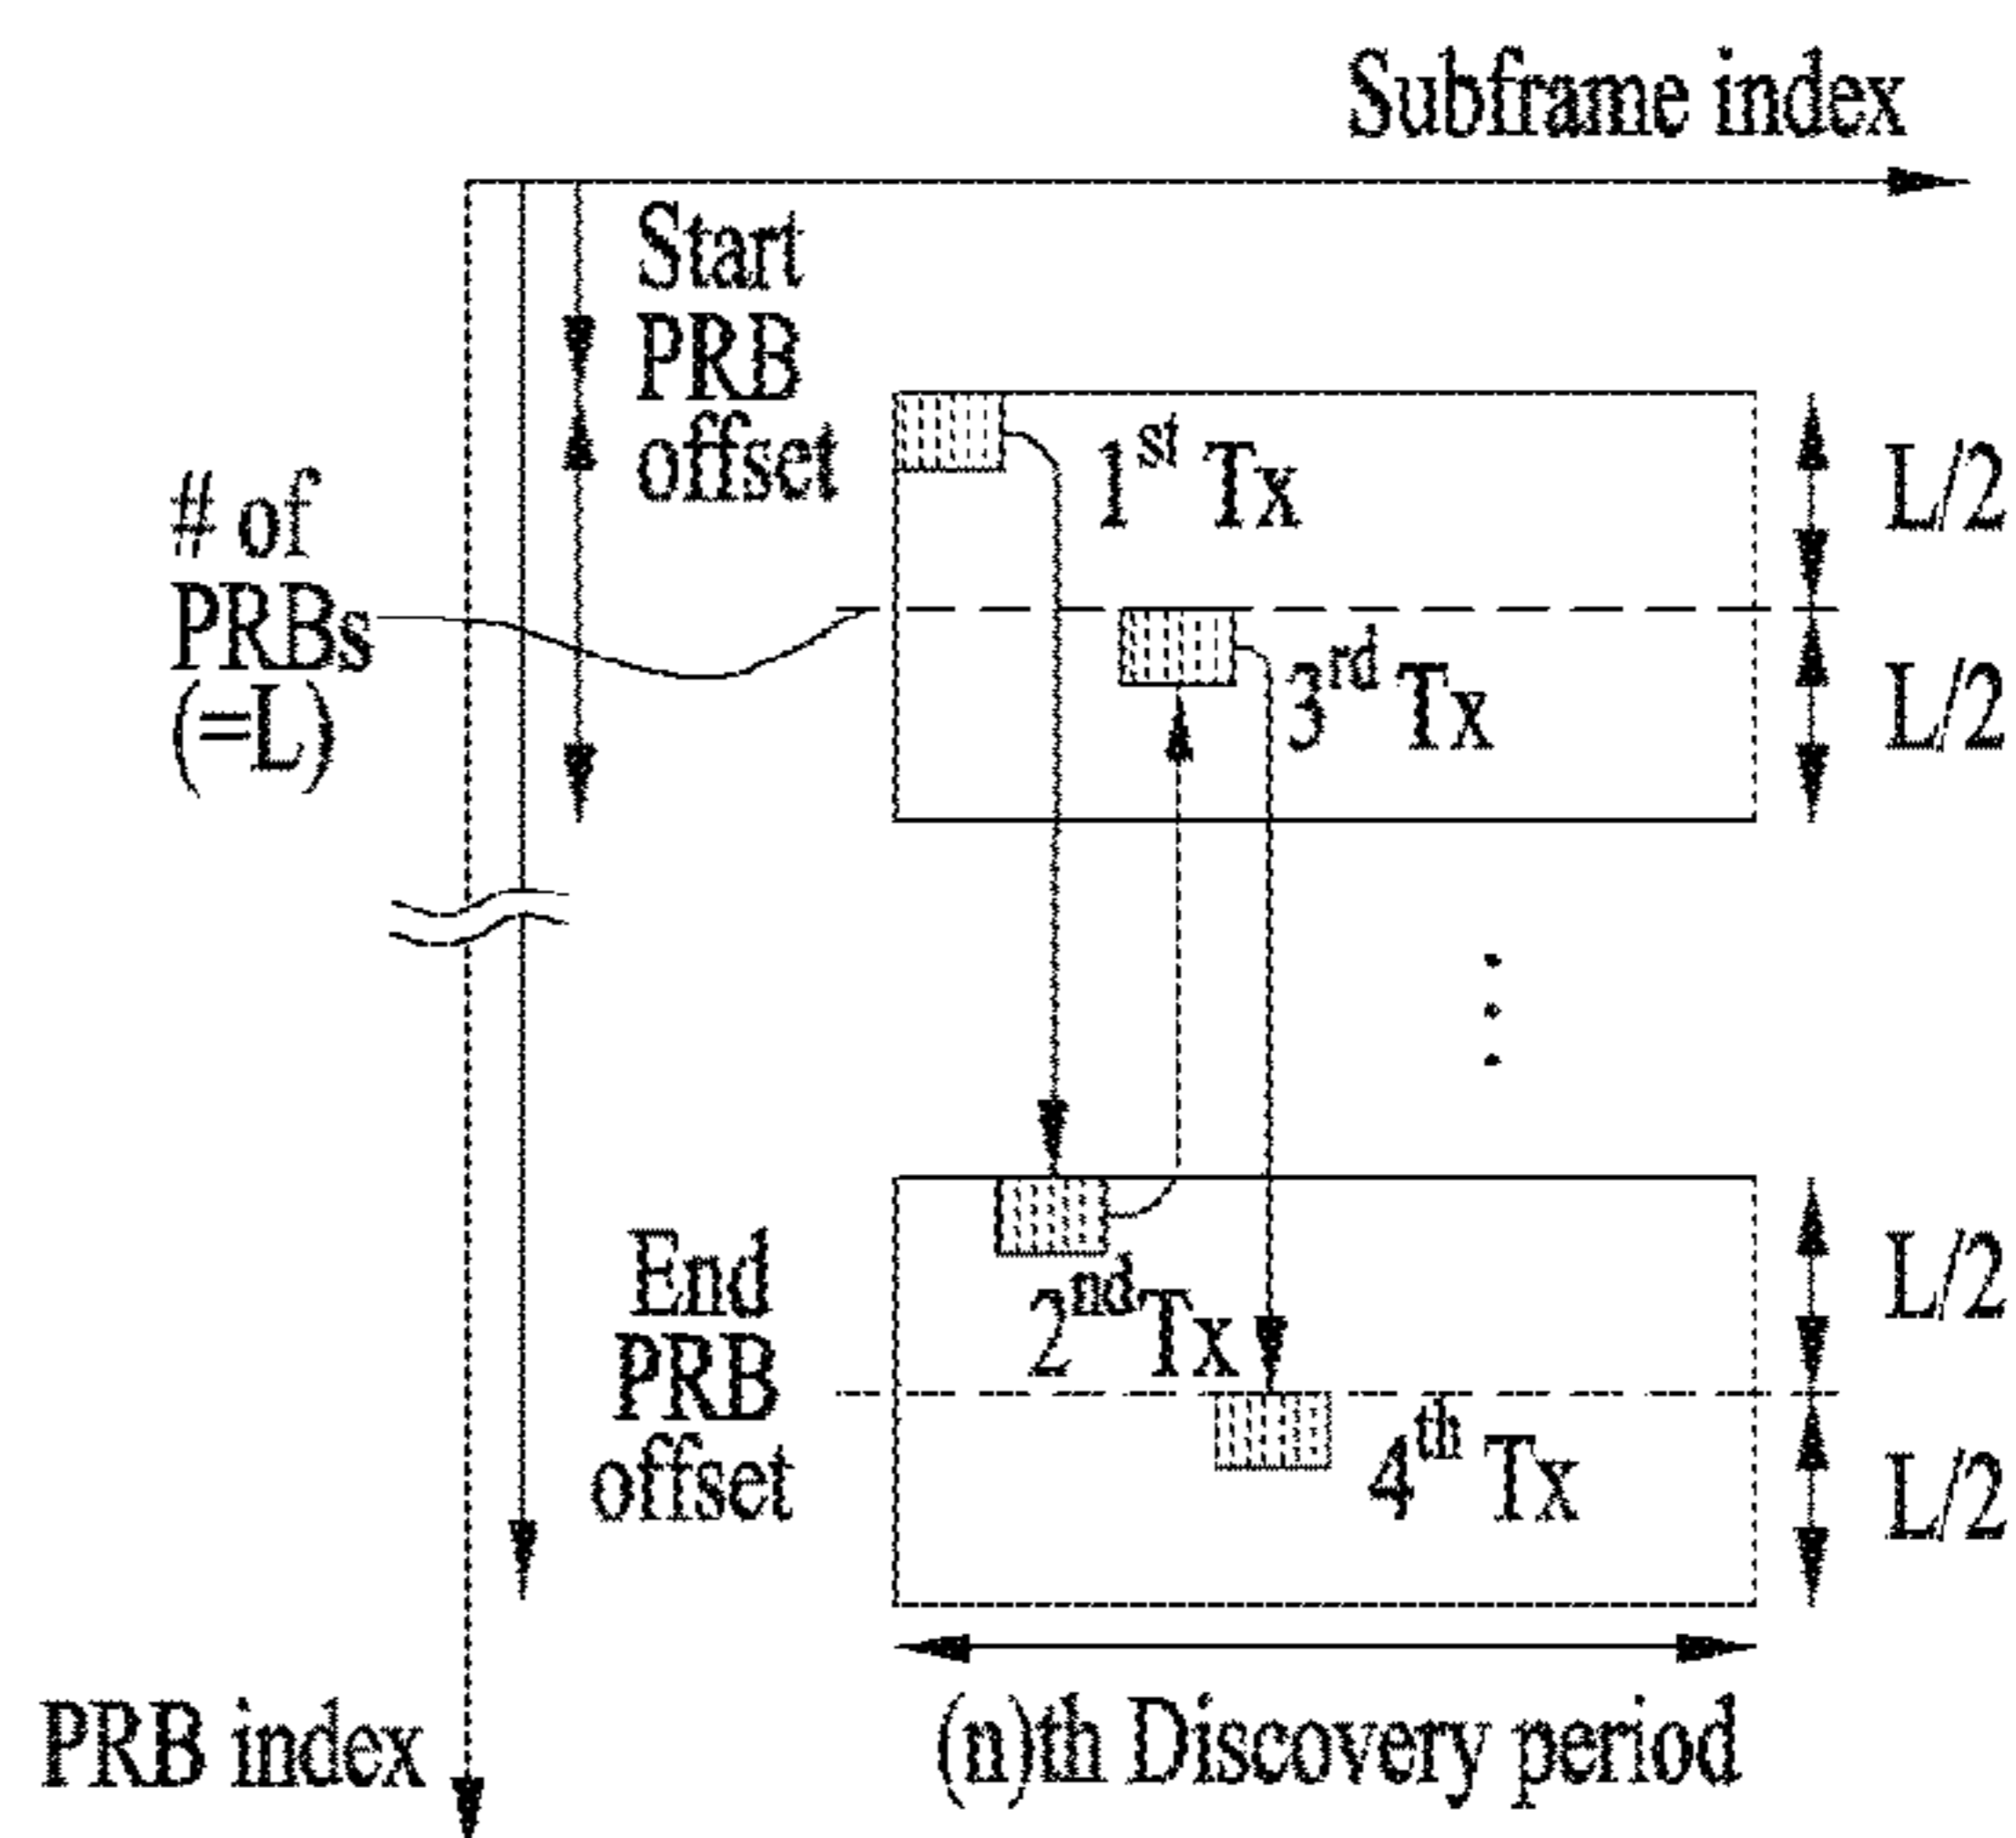 Subframe index
Start
PRB
offset
# of
PRBs
(=L)
1st Tx
L/2
3rd Tx
L/2
End
PRB
offset
2nd Tx
L/2
4th Tx
L/2
PRB index
(n)th Discovery period